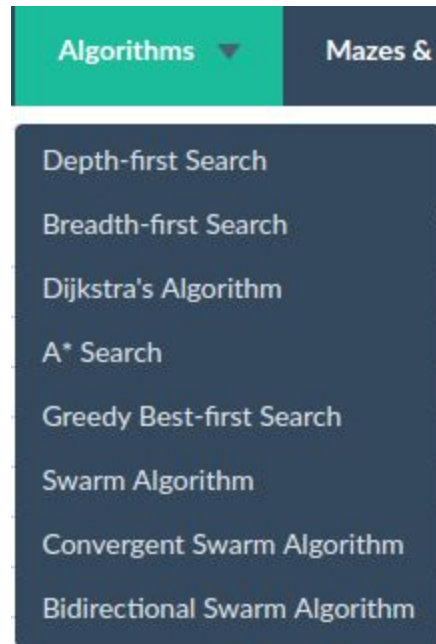 Algorithms Mazes &
Depth-first Search
Breadth-first Search
Dijkstra's Algorithm
A* Search
Greedy Best-first Search
Swarm Algorithm
Convergent Swarm Algorithm
Bidirectional Swarm Algorithm